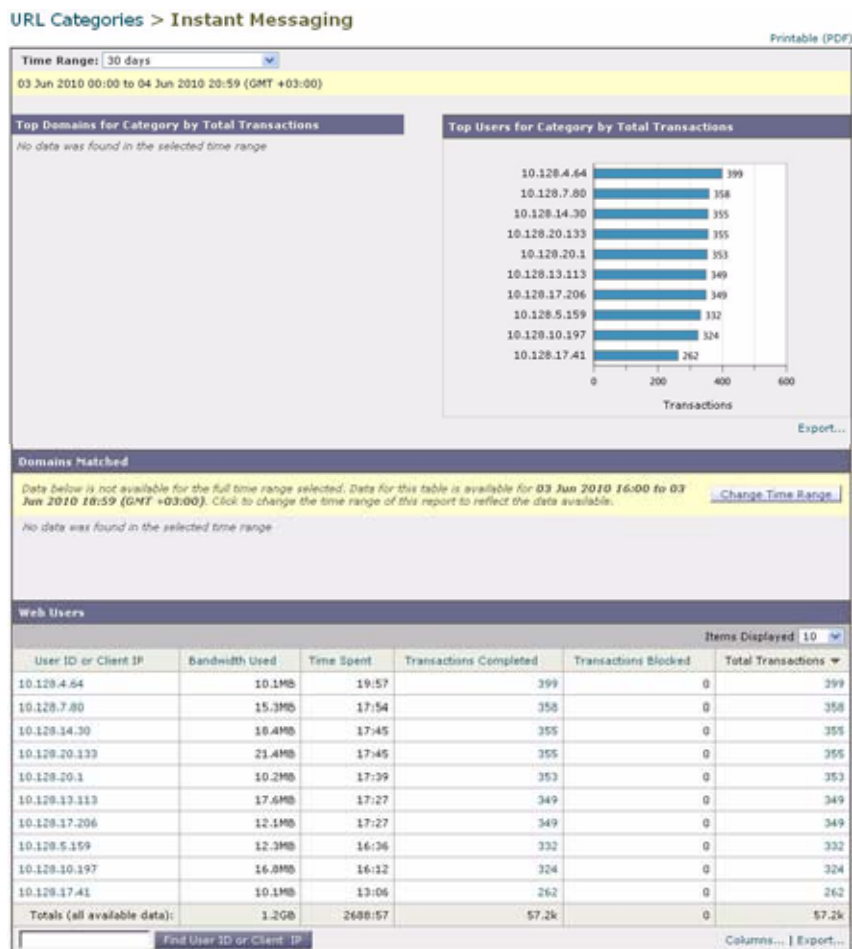 URL Categories > Instant Messaging
Printable (PDF)
Time Range: 30 days
03 Jun 2010 00:00 to 04 Jun 2010 20:59 (GMT +03:00)
Top Domains for Category by Total Transactions
No data was found in the selected time range
Top Users for Category by Total Transactions
10.128.4.64 399
10.128.7.80 358
10.128.14.30 355
10.128.20.133 355
10.128.20.1 353
10.128.13.113 349
10.128.17.206 349
10.128.5.159 332
10.128.10.197 324
10.128.17.41 262
0 200 400 600
Transactions
Export...
Domains Matched
Data below is not available for the full time range selected. Data for this table is available for 03 Jun 2010 16:00 to 03
Jun 2010 18:59 (GMT +03:00). Click to change the time range of this report to reflect the data available.
Change Time Range
No data was found in the selected time range
Web Users
Items Displayed 10
User ID or Client IP Bandwidth Used Time Spent Transactions Completed Transactions Blocked Total Transactions
10.128.4.64 10.1MB 19:57 399 0 399
10.128.7.80 15.3MB 17:54 358 0 358
10.128.14.30 18.4MB 17:45 355 0 355
10.128.20.133 21.4MB 17:45 355 0 355
10.128.20.1 10.2MB 17:39 353 0 353
10.128.13.113 17.6MB 17:27 349 0 349
10.128.17.206 12.1MB 17:27 349 0 349
10.128.5.159 12.3MB 16:36 332 0 332
10.128.10.197 16.8MB 16:12 324 0 324
10.128.17.41 10.1MB 13:06 262 0 262
Totals (all available data): 1.2GB 2688:57 57.2k 0 57.2k
Find User ID or Client IP
Columns... | Export...